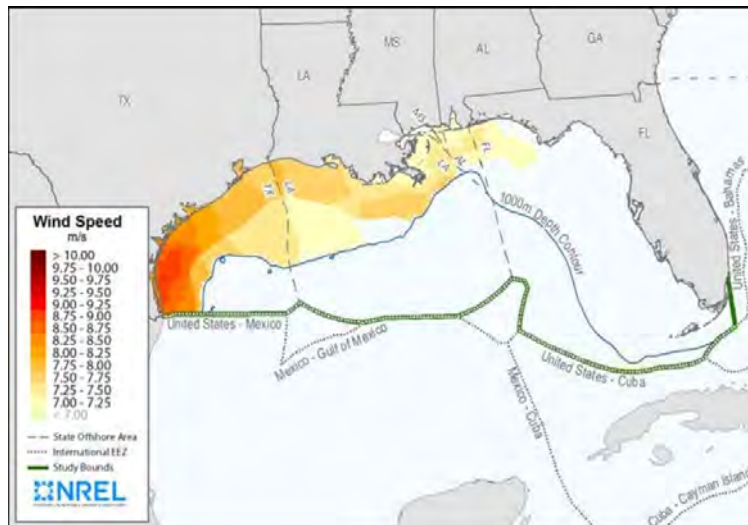 MS
AL
GA
LA
TX
FL
MS
LA
AL
FL
TX
LA
1000m Depth Contour
United States - Bahamas
United States - Mexico
Mexico - Gulf of Mexico
Mexico - Cuba
United States - Cuba
Cuba - Cayman Island
Wind Speed
m/s
> 10.00
9.75 - 10.00
9.50 - 9.75
9.25 - 9.50
9.00 - 9.25
8.75 - 9.00
8.50 - 8.75
8.25 - 8.50
8.00 - 8.25
7.75 - 8.00
7.50 - 7.75
7.25 - 7.50
7.00 - 7.25
< 7.00
State Offshore Area
International EEZ
Study Bounds
NREL